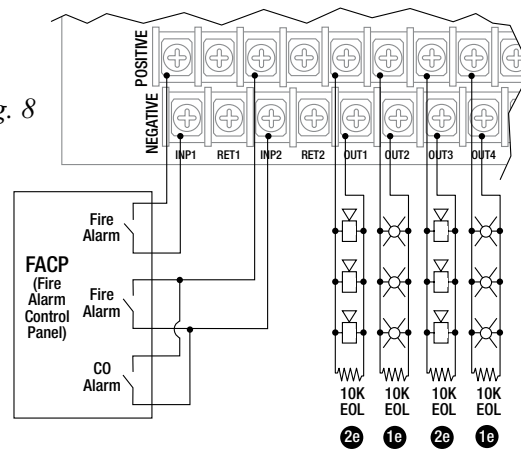 g. 8
POSITIVE
NEGATIVE
INP1 RET1 INP2 RET2 OUT1 OUT2 OUT3 OUT4
Fire
Alarm
FACP
(Fire
Alarm
Control
Panel)
Fire
Alarm
CO
Alarm
10K 10K 10K 10K
EOL EOL EOL EOL
2e 1e 2e 1e